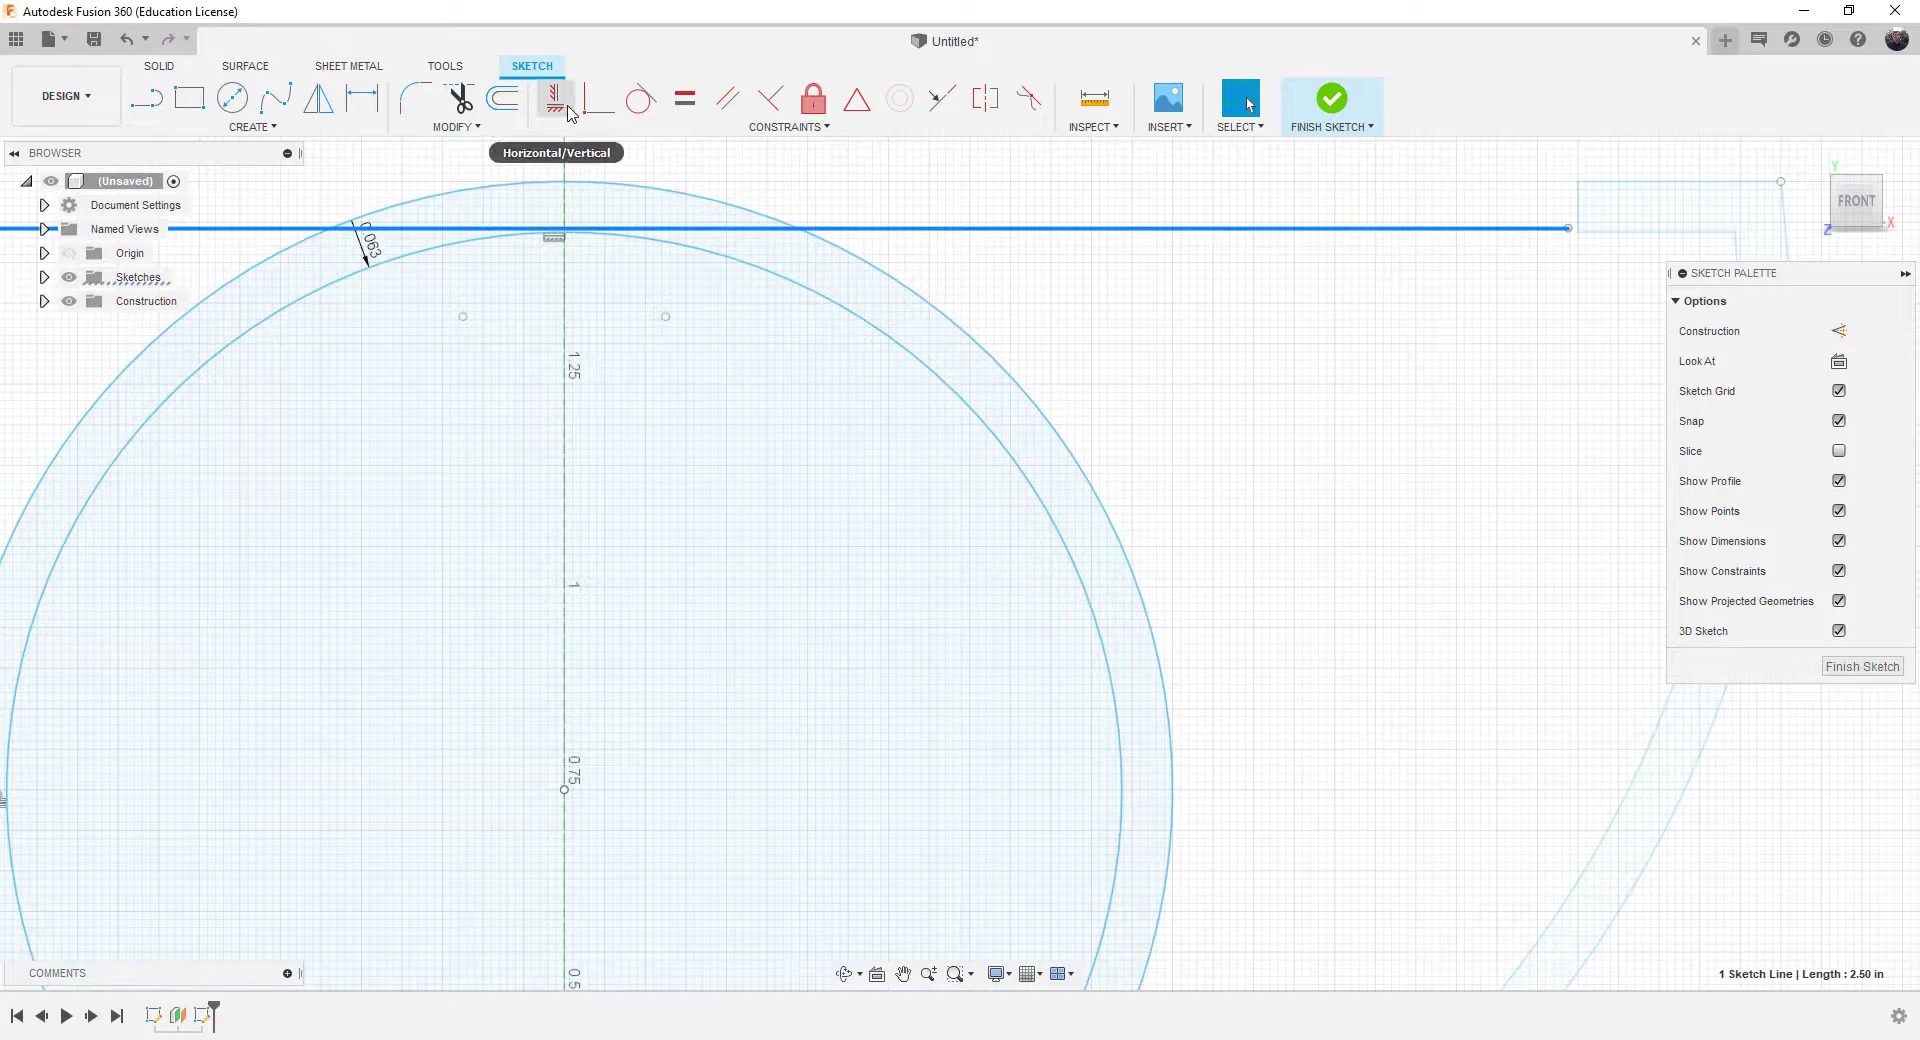 Autodesk Fusion 360 (Education License)
Untitled*
SOLID SURFACE SHEET METAL TOOLS SKETCH
DESIGN
CREATE MODIFY CONSTRAINTS INSPECT INSERT SELECT FINISH SKETCH
BROWSER
Horizontal/Vertical
(Unsaved)
Document Settings
Named Views
Origin
Sketches
Construction
0.063
1.25
1
0.75
0.5
Y
FRONT
X
Z
SKETCH PALETTE
Options
Construction
Look At
Sketch Grid
Snap
Slice
Show Profile
Show Points
Show Dimensions
Show Constraints
Show Projected Geometries
3D Sketch
Finish Sketch
COMMENTS
1 Sketch Line | Length : 2.50 in